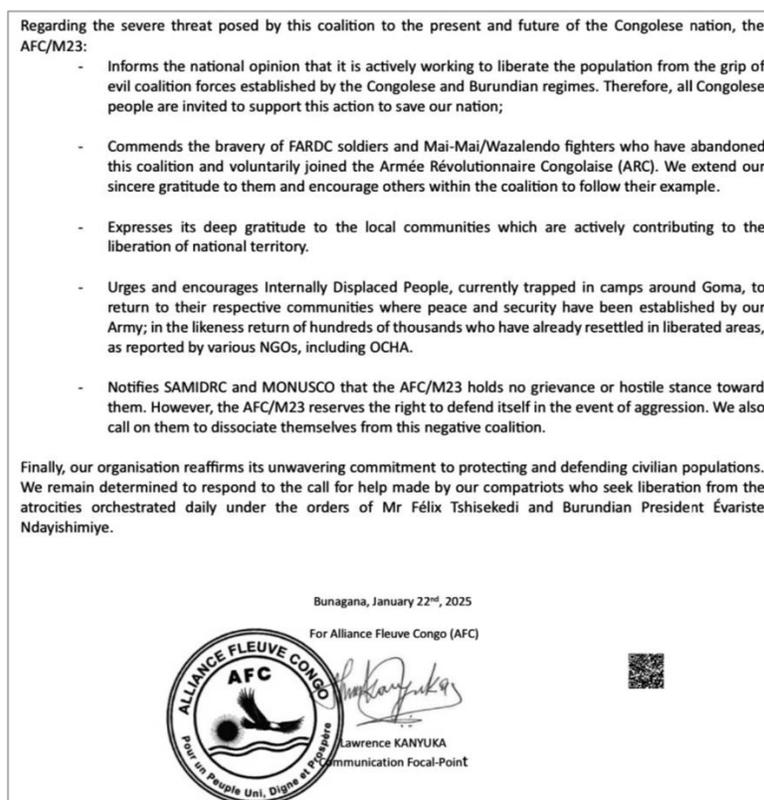 Regarding the severe threat posed by this coalition to the present and future of the Congolese nation, the
AFC/M23:
- Informs the national opinion that it is actively working to liberate the population from the grip of
evil coalition forces established by the Congolese and Burundian regimes. Therefore, all Congolese
people are invited to support this action to save our nation;
- Commends the bravery of FARDC soldiers and Mai-Mai/Wazalendo fighters who have abandoned
this coalition and voluntarily joined the Armée Révolutionnaire Congolaise (ARC). We extend our
sincere gratitude to them and encourage others within the coalition to follow their example.
- Expresses its deep gratitude to the local communities which are actively contributing to the
liberation of national territory.
- Urges and encourages Internally Displaced People, currently trapped in camps around Goma, to
return to their respective communities where peace and security have been established by our
Army; in the likeness return of hundreds of thousands who have already resettled in liberated areas,
as reported by various NGOs, including OCHA.
- Notifies SAMIDRC and MONUSCO that the AFC/M23 holds no grievance or hostile stance toward
them. However, the AFC/M23 reserves the right to defend itself in the event of aggression. We also
call on them to dissociate themselves from this negative coalition.
Finally, our organisation reaffirms its unwavering commitment to protecting and defending civilian populations.
We remain determined to respond to the call for help made by our compatriots who seek liberation from the
atrocities orchestrated daily under the orders of Mr Félix Tshisekedi and Burundian President Évariste
Ndayishimiye.
Bunagana, January 22nd, 2025
For Alliance Fleuve Congo (AFC)
ALLIANCE FLEUVE CONGO
AFC
Pour un Peuple Uni, Digne et Prospère
Lawrence KANYUKA
Communication Focal-Point